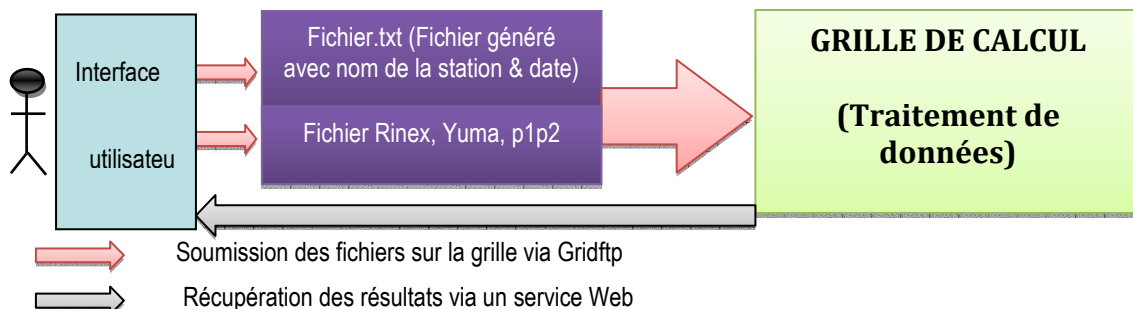 Interface
utilisateu
Fichier.txt (Fichier généré
avec nom de la station & date)
Fichier Rinex, Yuma, p1p2
GRILLE DE CALCUL
(Traitement de
données)
Soumission des fichiers sur la grille via Gridftp
Récupération des résultats via un service Web